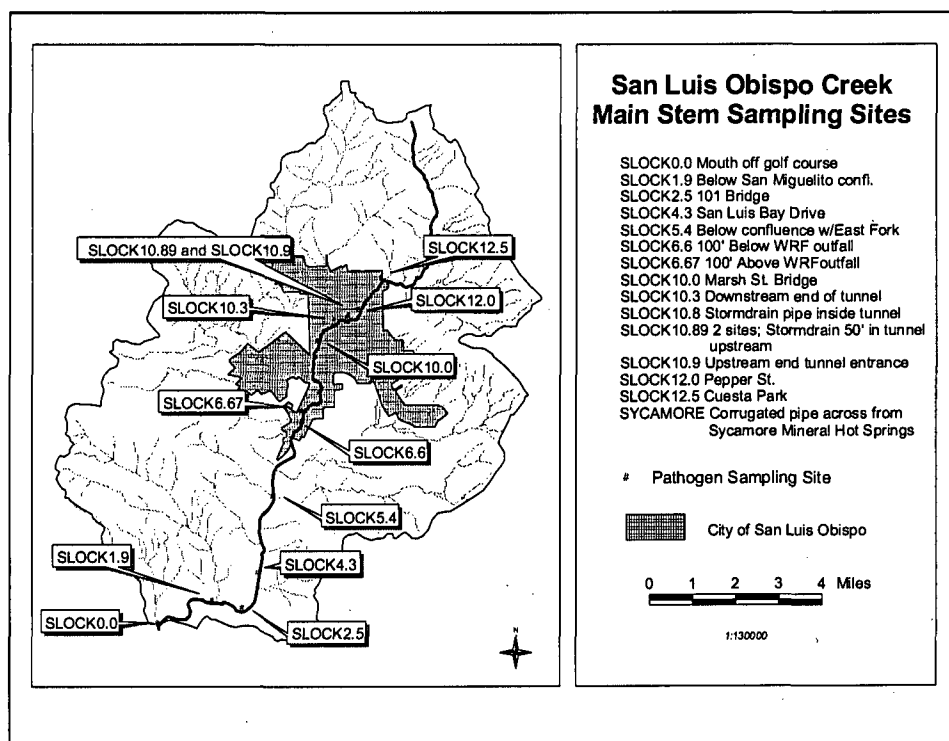 San Luis Obispo Creek
Main Stem Sampling Sites
SLOCK0.0 Mouth off golf course
SLOCK1.9 Below San Miguelito confl.
SLOCK2.5 101 Bridge
SLOCK4.3 San Luis Bay Drive
SLOCK5.4 Below confluence w/East Fork
SLOCK6.6 100' Below WRF outfall
SLOCK6.67 100' Above WRFoutfall
SLOCK10.0 Marsh St. Bridge
SLOCK10.3 Downstream end of tunnel
SLOCK10.8 Stormdrain pipe inside tunnel
SLOCK10.89 2 sites; Stormdrain 50' in tunnel
upstream
SLOCK10.9 Upstream end tunnel entrance
SLOCK12.0 Pepper St.
SLOCK12.5 Cuesta Park
SYCAMORE Corrugated pipe across from
Sycamore Mineral Hot Springs
# Pathogen Sampling Site
City of San Luis Obispo
0 1 2 3 4 Miles
1:130000
SLOCK10.89 and SLOCK10.9
SLOCK12.5
SLOCK10.3
SLOCK12.0
SLOCK10.0
SLOCK6.67
SLOCK6.6
SLOCK5.4
SLOCK1.9
SLOCK4.3
SLOCK0.0
SLOCK2.5
N